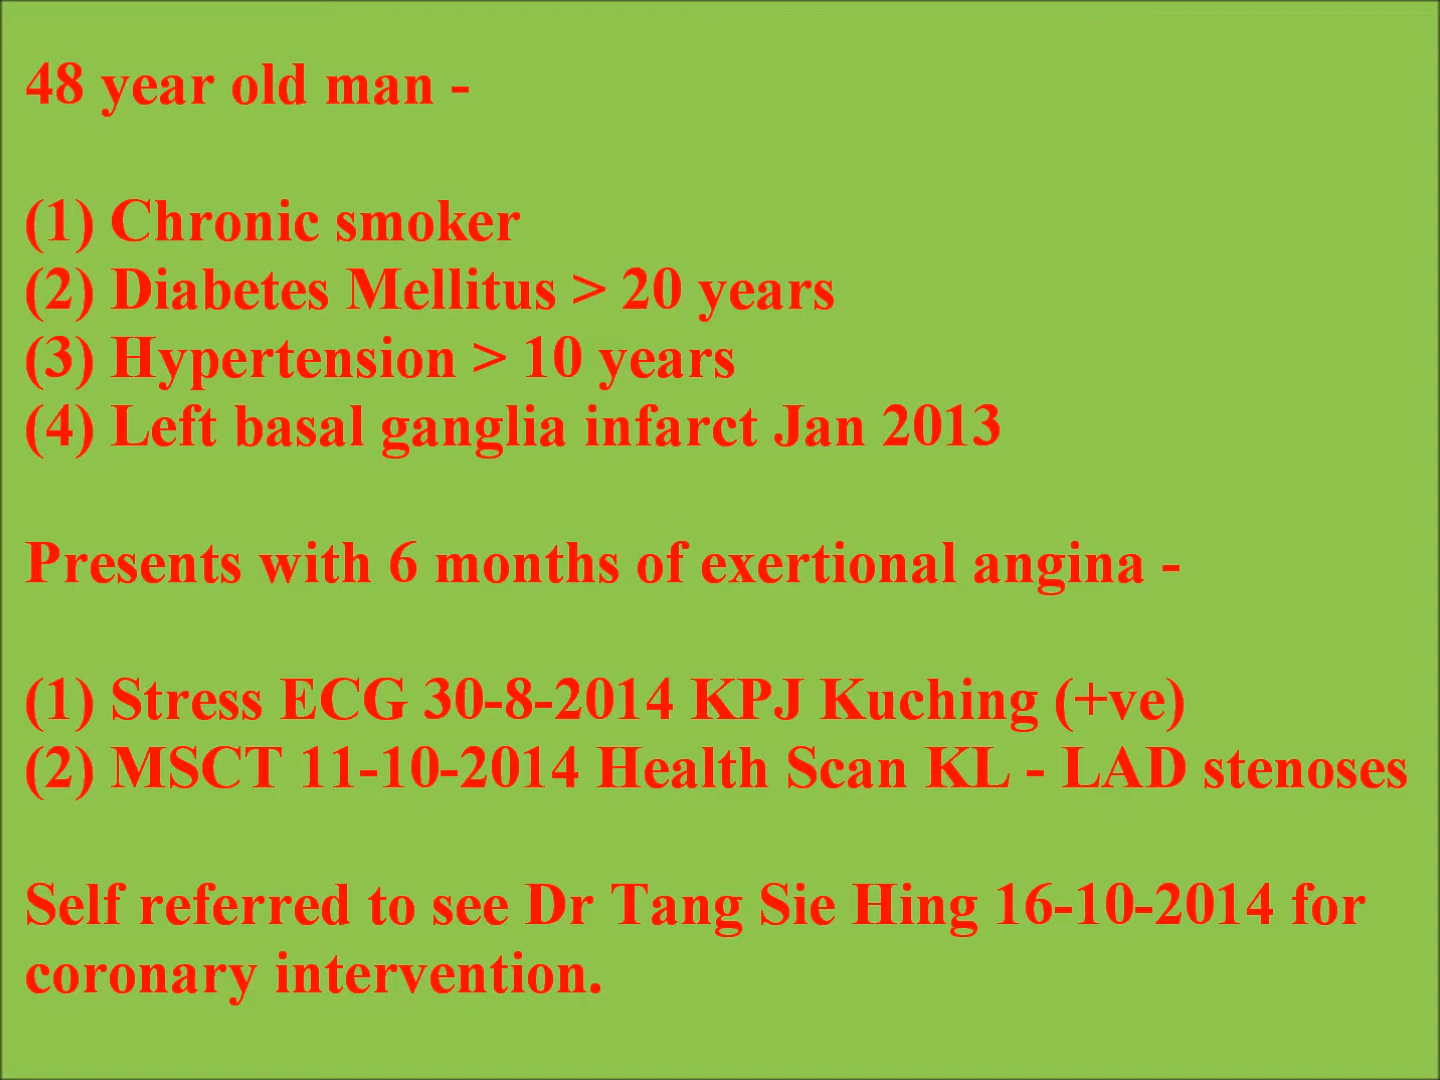 48 year old man -
(1) Chronic smoker
(2) Diabetes Mellitus > 20 years
(3) Hypertension > 10 years
(4) Left basal ganglia infarct Jan 2013
Presents with 6 months of exertional angina -
(1) Stress ECG 30-8-2014 KPJ Kuching (+ve)
(2) MSCT 11-10-2014 Health Scan KL - LAD stenoses
Self referred to see Dr Tang Sie Hing 16-10-2014 for
coronary intervention.